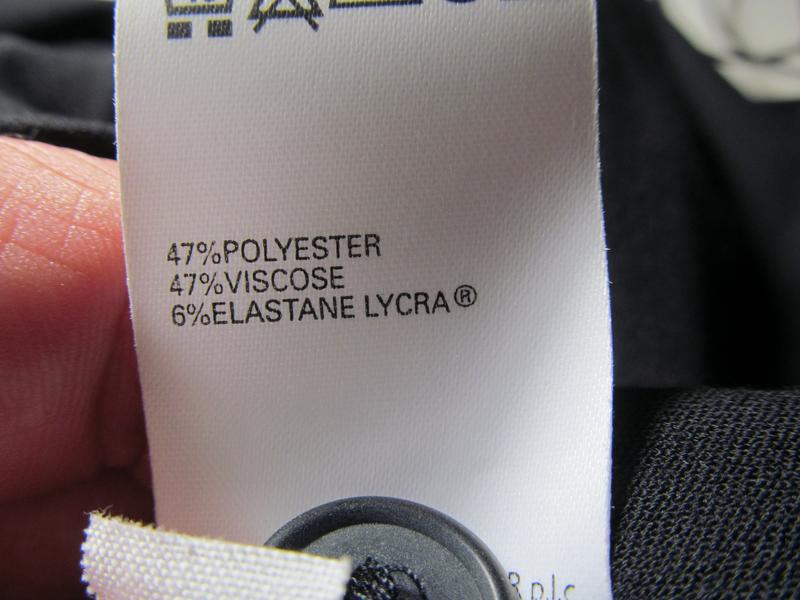 47%POLYESTER
47%VISCOSE
6%ELASTANE LYCRA®
p.l.c.